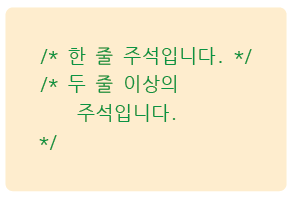 /* 한 줄 주석입니다. */
/* 두 줄 이상의
주석입니다.
*/